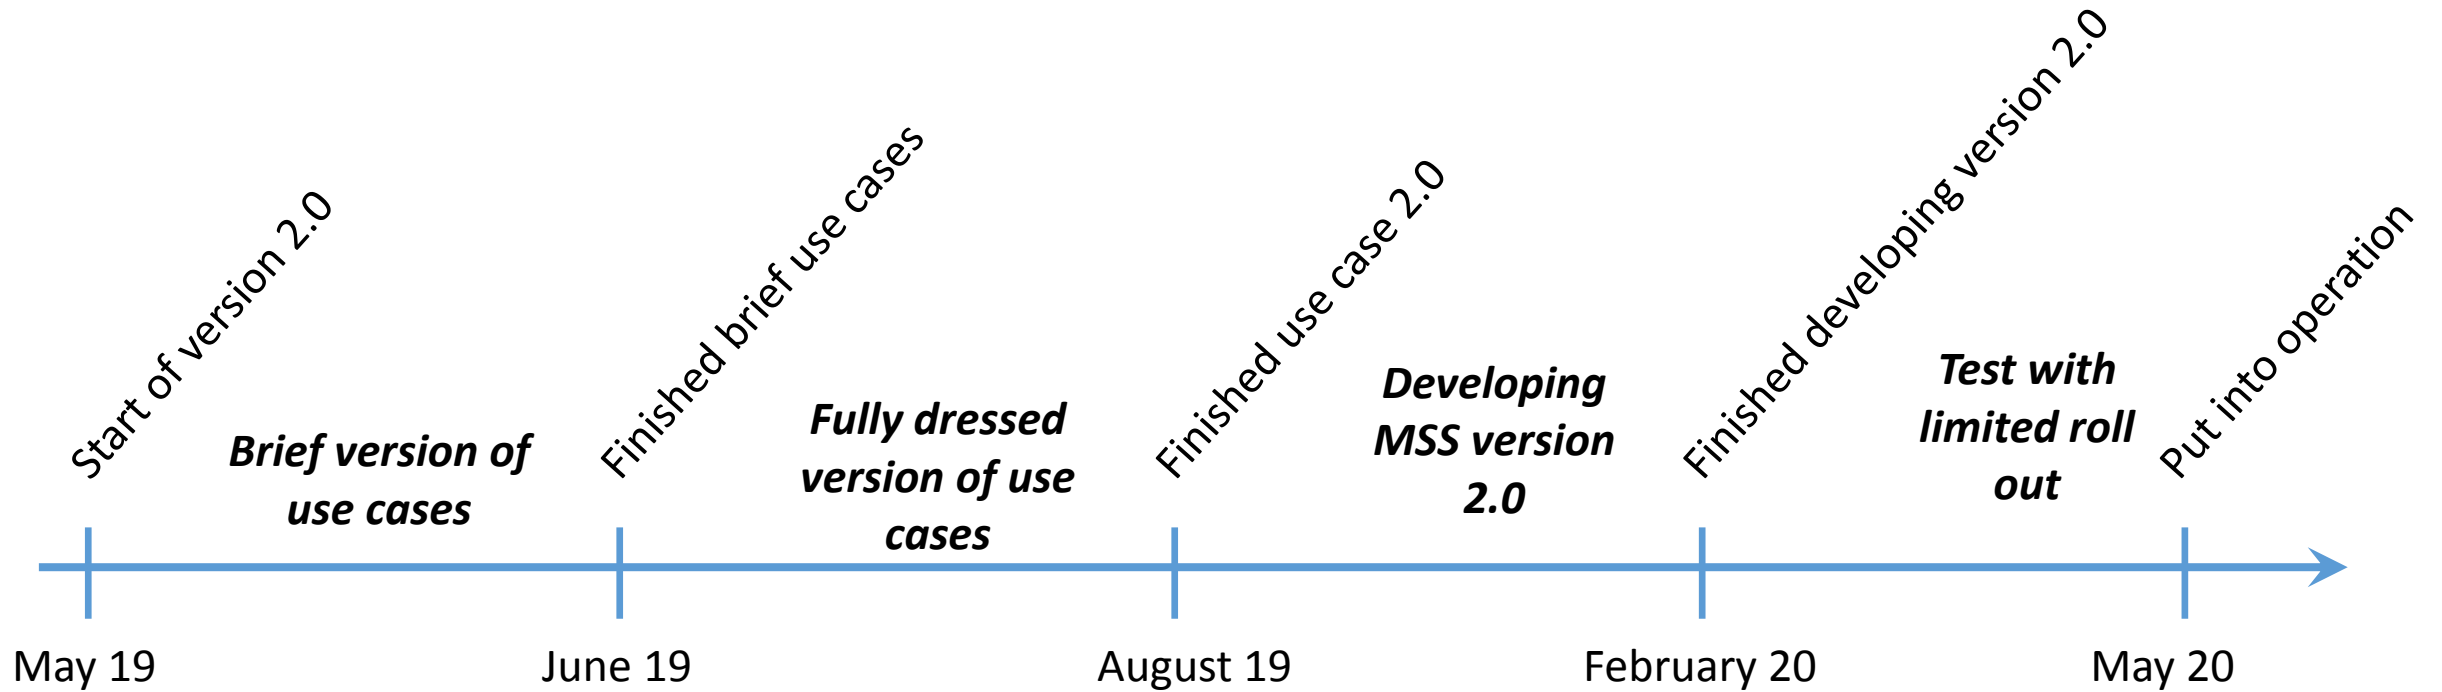 Start of version 2.0
Finished brief use cases
Finished use case 2.0
Finished developing version 2.0
Put into operation
Brief version of
use cases
Fully dressed
version of use
cases
Developing
MSS version
2.0
Test with
limited roll
out
May 19
June 19
August 19
February 20
May 20